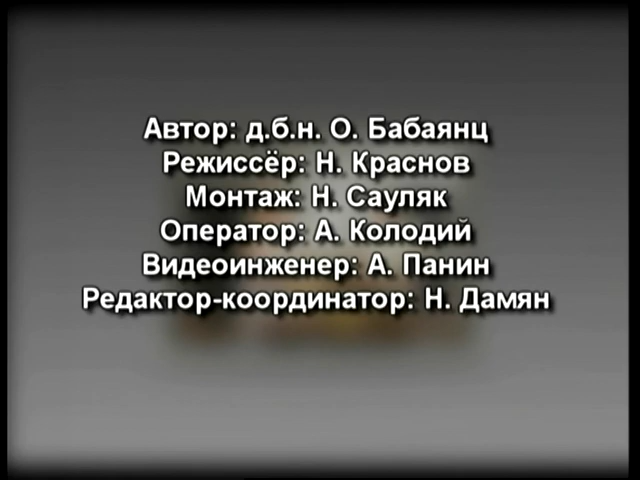 Автор: д.б.н. О. Бабаянц
Режиссёр: Н. Краснов
Монтаж: Н. Сауляк
Оператор: А. Колодий
Видеоинженер: А. Панин
Редактор-координатор: Н. Дамян